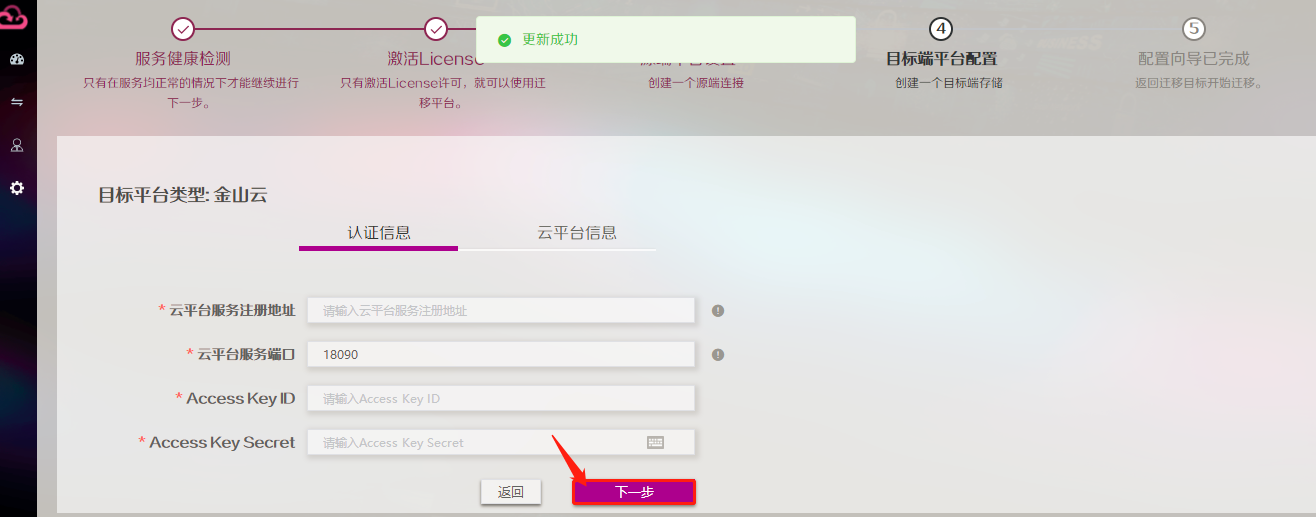 更新成功
4
5
服务健康检测
激活License
目标端平台配置
配置向导已完成
只有在服务均正常的情况下才能继续进行
下一步。
只有激活License许可，就可以使用迁
移平台。
创建一个源端连接
创建一个目标端存储
返回迁移目标开始迁移。
目标平台类型: 金山云
认证信息
云平台信息
* 云平台服务注册地址
请输入云平台服务注册地址
* 云平台服务端口
18090
* Access Key ID
请输入Access Key ID
* Access Key Secret
请输入Access Key Secret
返回
下一步